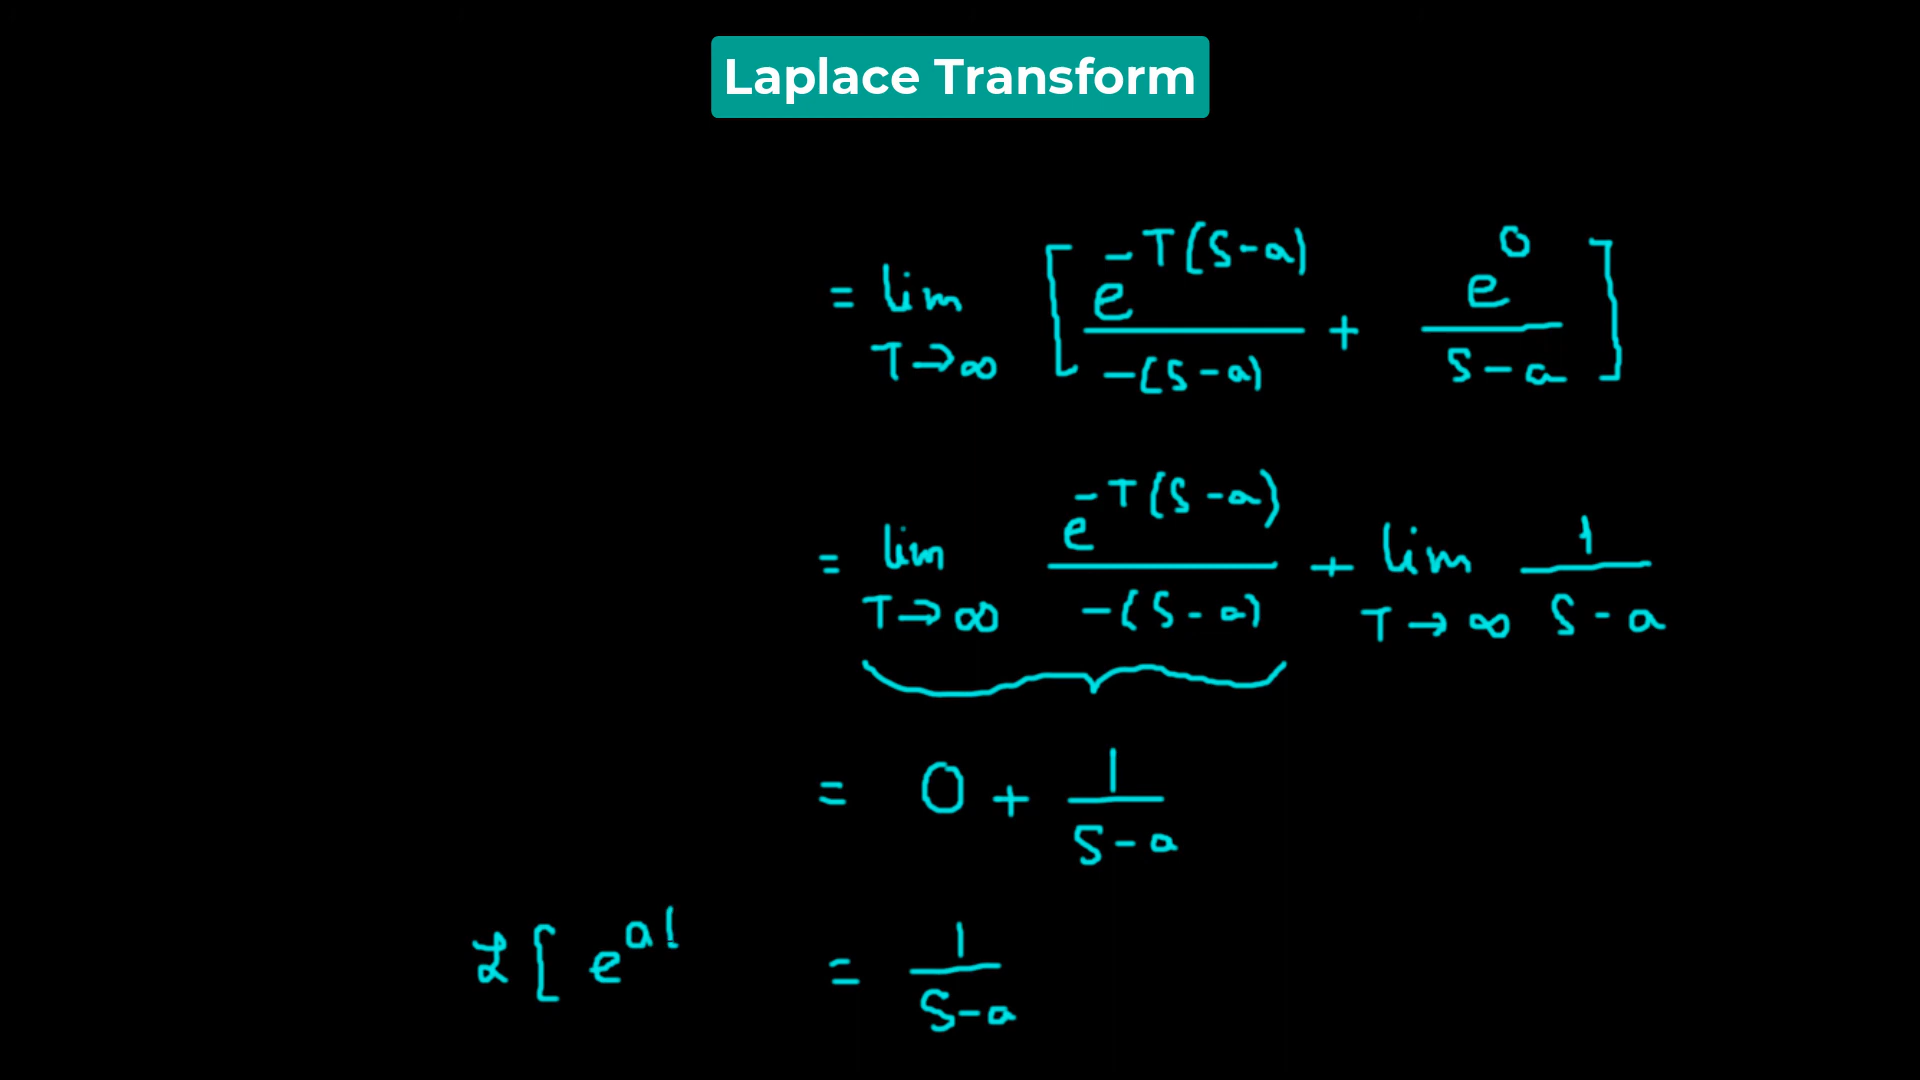 Laplace Transform
= lim T→∞ [ e^{-T(s-a)} / -(s-a) + e^0 / s-a ]
= lim T→∞ e^{-T(s-a)} / -(s-a) + lim T→∞ 1 / s-a
= 0 + 1 / s-a
ℒ[ e^{at = 1 / s-a